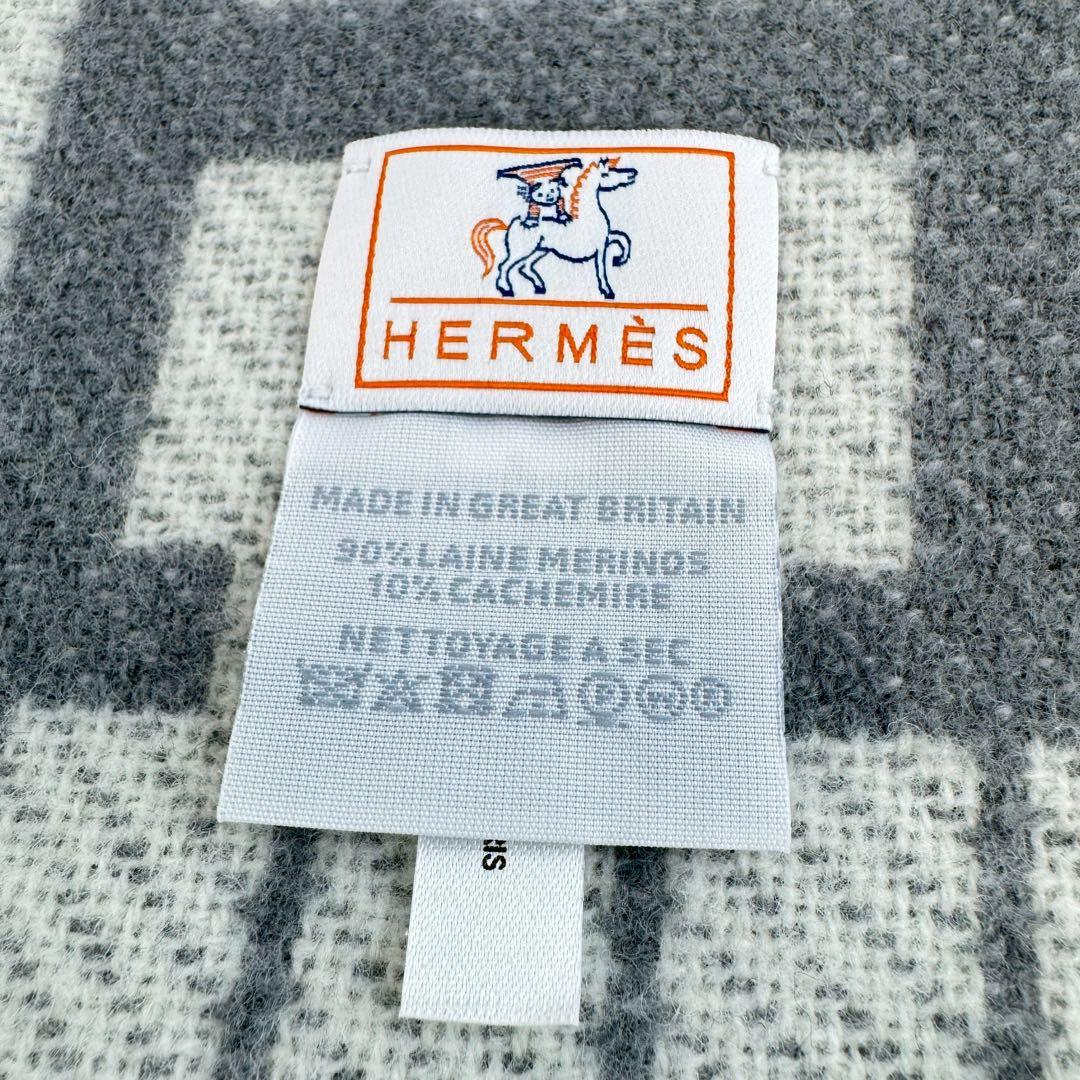 HERMÈS
MADE IN GREAT BRITAIN
90% LAINE MERINOS
10% CACHEMIRE
NETTOYAGE A SEC